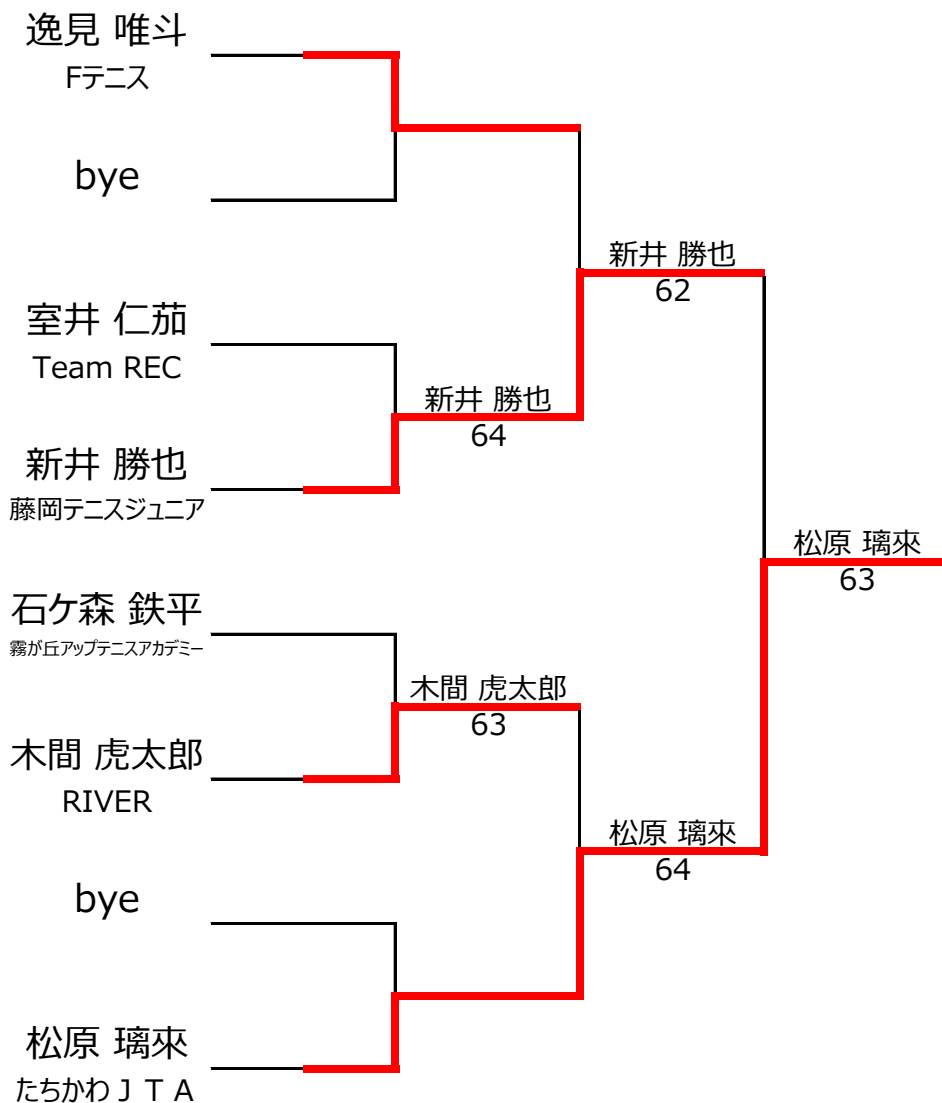 逸見 唯斗
Fテニス
bye
新井 勝也
62
室井 仁茄
Team REC
新井 勝也
64
新井 勝也
藤岡テニスジュニア
松原 璃來
63
石ケ森 鉄平
霧が丘アップテニスアカデミー
木間 虎太郎
63
木間 虎太郎
RIVER
松原 璃來
64
bye
松原 璃來
たちかわＪＴＡ